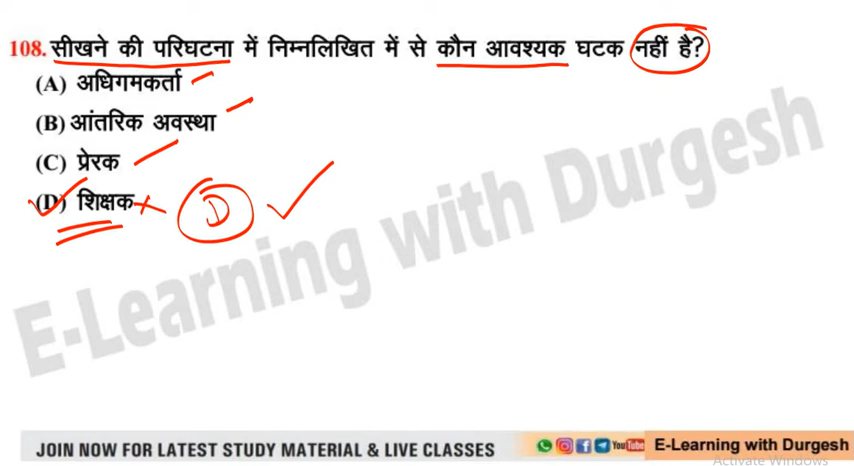 108. सीखने की परिघटना में निम्नलिखित में से कौन आवश्यक घटक नहीं है?
(A) अधिगमकर्ता
(B) आंतरिक अवस्था
(C) प्रेरक
(D) शिक्षक
D
E-Learning with Durgesh
JOIN NOW FOR LATEST STUDY MATERIAL & LIVE CLASSES
YouTube
E-Learning with Durgesh
Activate Windows